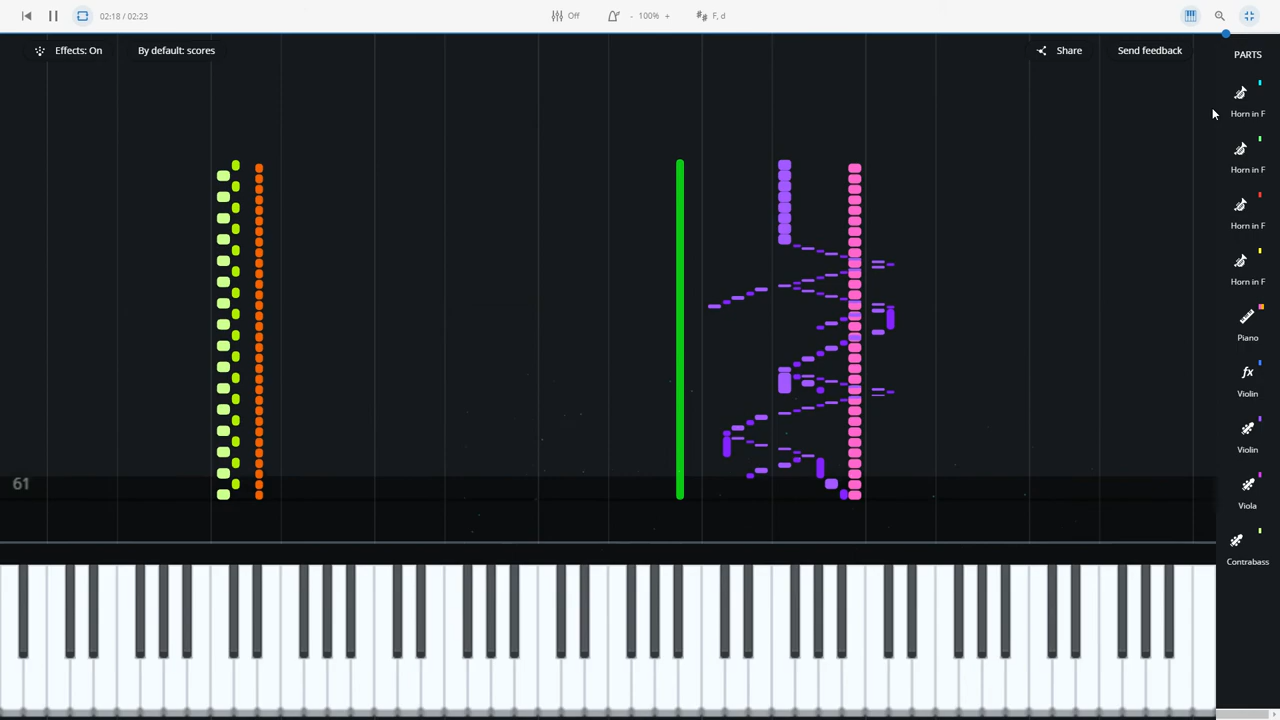 02:18 / 02:23
Off
- 100% +
F, d
Effects: On
By default: scores
Share
Send feedback
PARTS
Horn in F
Horn in F
Horn in F
Horn in F
Piano
fx
Violin
Violin
Viola
Contrabass
61